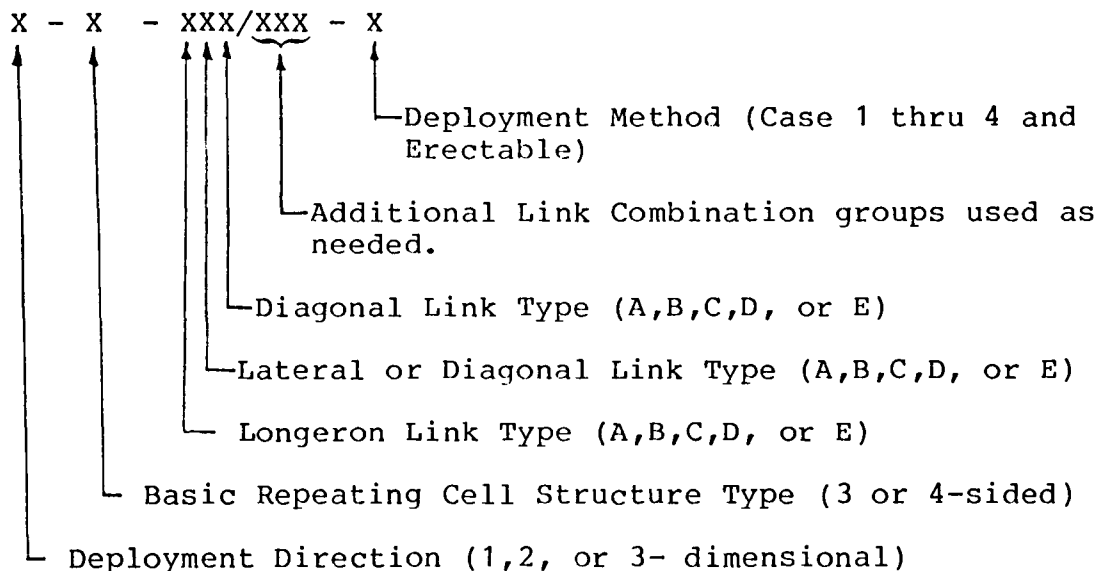 X - X - XXX/XXX - X
Deployment Method (Case 1 thru 4 and
Erectable)
Additional Link Combination groups used as
needed.
Diagonal Link Type (A,B,C,D, or E)
Lateral or Diagonal Link Type (A,B,C,D, or E)
Longeron Link Type (A,B,C,D, or E)
Basic Repeating Cell Structure Type (3 or 4-sided)
Deployment Direction (1,2, or 3- dimensional)